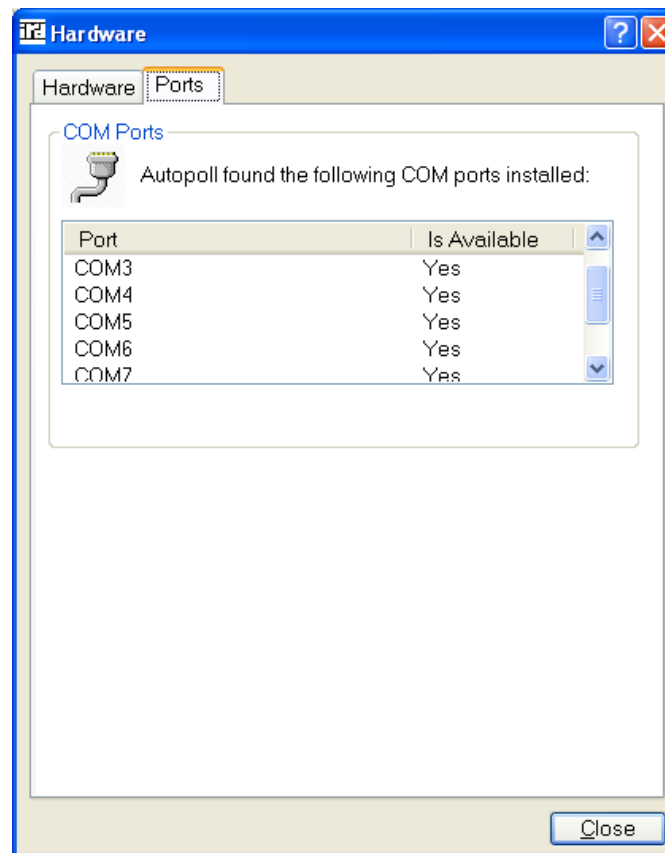 Hardware
Hardware Ports
COM Ports
Autopoll found the following COM ports installed:
Port Is Available
COM3 Yes
COM4 Yes
COM5 Yes
COM6 Yes
COM7 Yes
Close